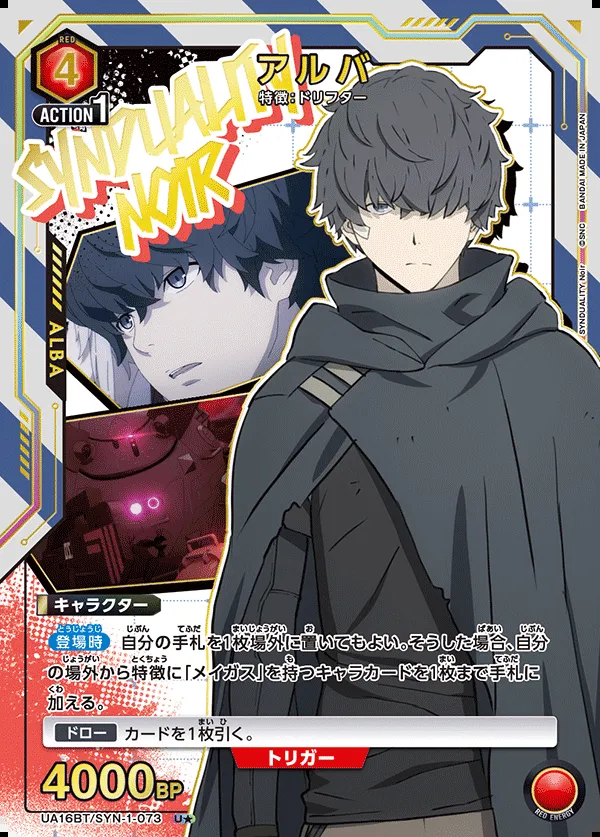 RED
4
ACTION 1
アルバ
特徴:ドリフター
SYNDUALITY
NOIR
ALBA
SYNDUALITY Noir ©SNC BANDAI MADE IN JAPAN
キャラクター
登場時 自分の手札を1枚場外に置いてもよい。そうした場合、自分
の場外から特徴に「メイガス」を持つキャラカードを1枚まで手札に
加える。
ドロー カードを1枚引く。
トリガー
4000BP
RED ENERGY
UA16BT/SYN-1-073 U★